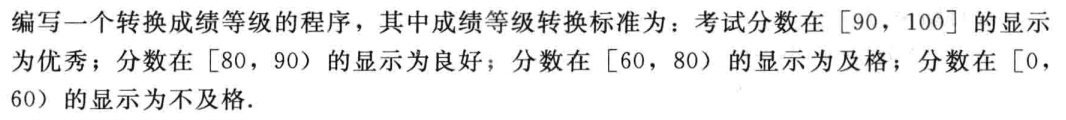 编写一个转换成绩等级的程序，其中成绩等级转换标准为：考试分数在［90，100］的显示
为优秀；分数在［80，90）的显示为良好；分数在［60，80）的显示为及格；分数在［0，
60）的显示为不及格．